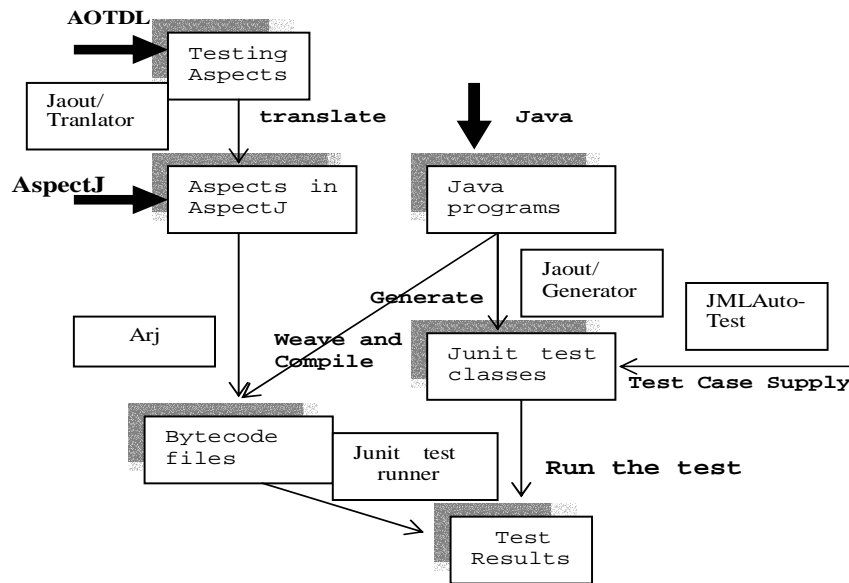 AOTDL
Testing
Aspects
Jaout/
Tranlator
translate
Java
AspectJ
Aspects in
AspectJ
Java
programs
Jaout/
Generator
JMLAuto-
Test
Generate
Arj
Weave and
Compile
Junit test
classes
Test Case Supply
Bytecode
files
Junit test
runner
Run the test
Test
Results